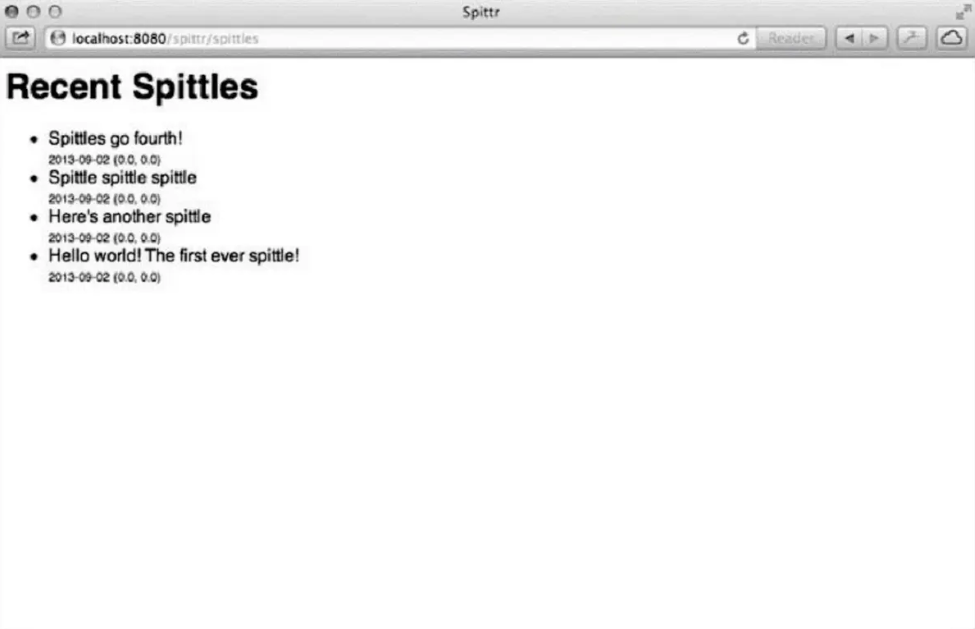 Spittr
localhost:8080/spittr/spittles
Reader
Recent Spittles
• Spittles go fourth!
2013-09-02 (0.0, 0.0)
• Spittle spittle spittle
2013-09-02 (0.0, 0.0)
• Here's another spittle
2013-09-02 (0.0, 0.0)
• Hello world! The first ever spittle!
2013-09-02 (0.0, 0.0)